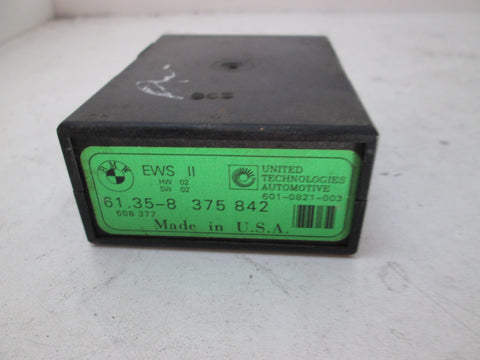 BMW
EWS II
HW 02
SW 02
UNITED
TECHNOLOGIES
AUTOMOTIVE
601-0821-003
61.35-8 375 842
608 377
Made in U.S.A.